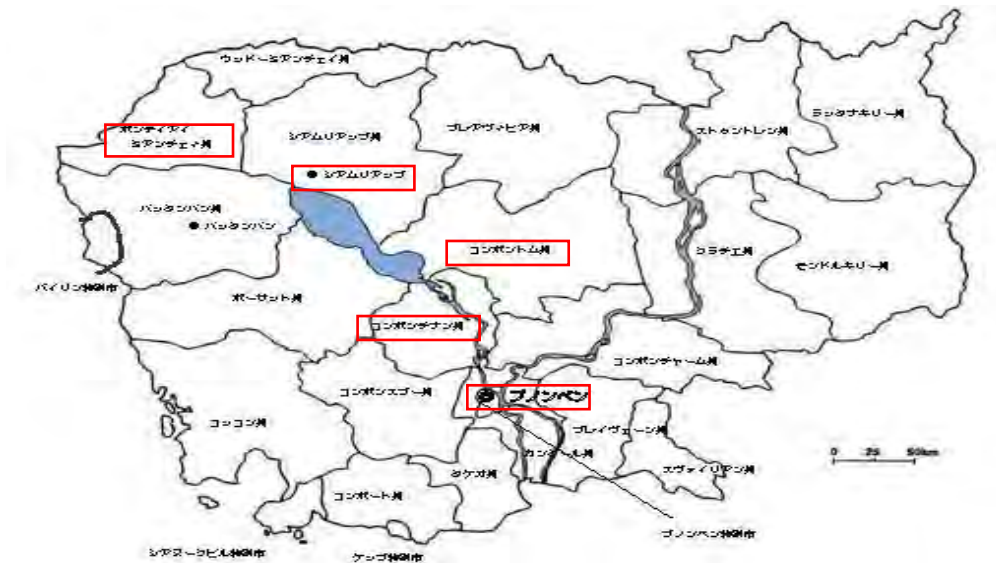 ウッドーミアンチェイ州
ボンティアイ
ミアンチェイ州
シアムリアップ州
プレアヴィヒア州
ストゥントレン州
ラッタナキリー州
シアムリアップ
バッタンバン州
バッタンバン
コンポントム州
クラチェ州
モンドルキリー州
パイリン特別市
ポーサット州
コンポンチナン州
コンポンチャーム州
コンポンスプー州
プノンペン
コッコン州
プレイヴェーン州
カンダール州
タケオ州
スヴァイリアン州
0 25 50km
コンポート州
プノンペン特別市
シアヌークビル特別市
ケップ特別市